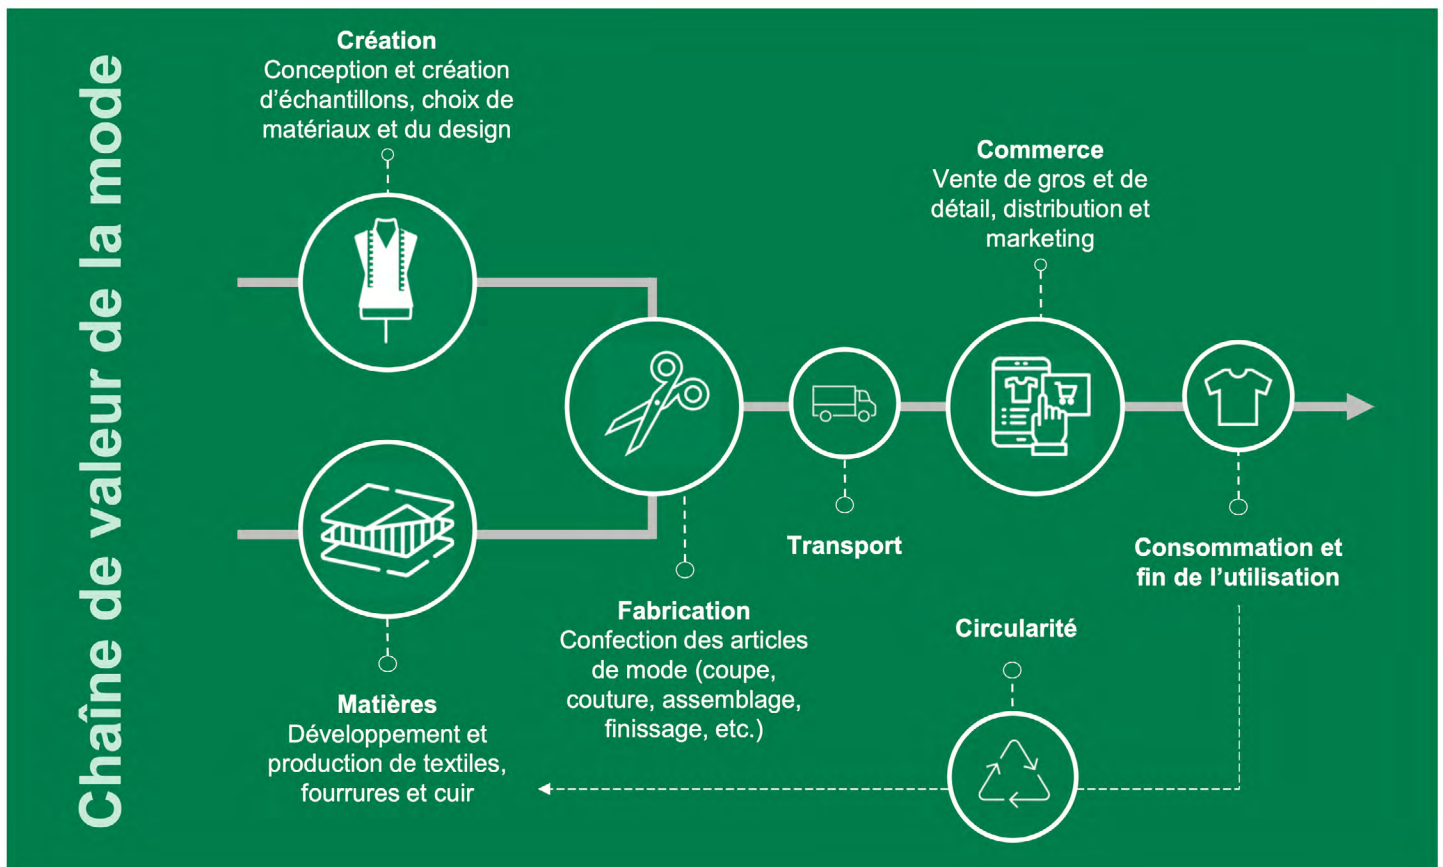 Chaîne de valeur de la mode
Création
Conception et création
d’échantillons, choix de
matériaux et du design
Commerce
Vente de gros et de
détail, distribution et
marketing
Transport
Consommation et
fin de l’utilisation
Fabrication
Confection des articles
de mode (coupe,
couture, assemblage,
finissage, etc.)
Circularité
Matières
Développement et
production de textiles,
fourrures et cuir